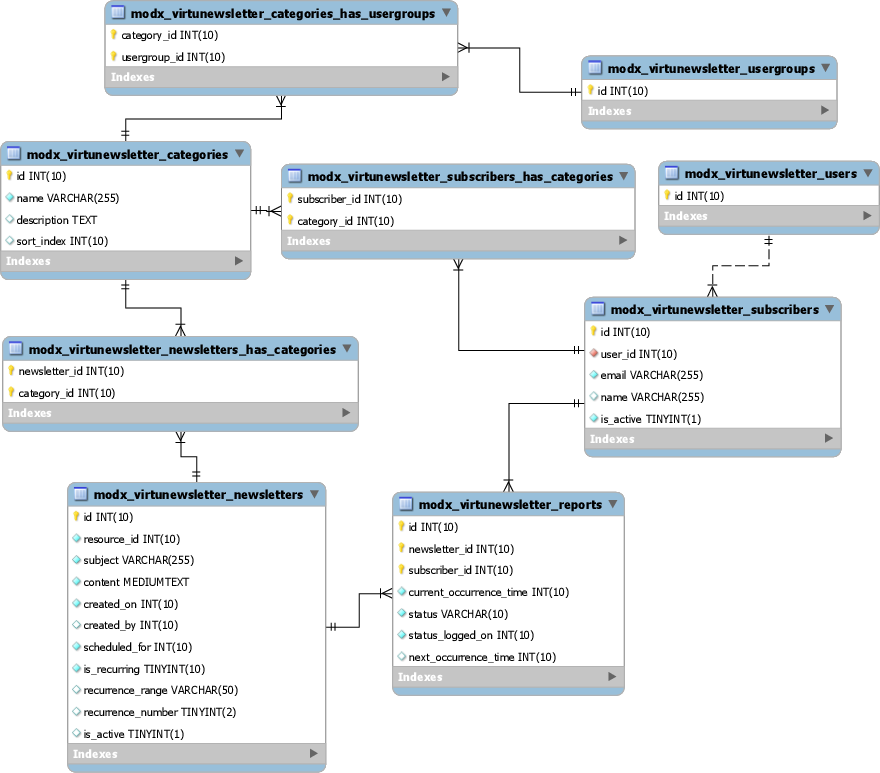 modx_virtunewsletter_categories_has_usergroups
category_id INT(10)
usergroup_id INT(10)
Indexes
modx_virtunewsletter_usergroups
id INT(10)
Indexes
modx_virtunewsletter_categories
id INT(10)
name VARCHAR(255)
description TEXT
sort_index INT(10)
Indexes
modx_virtunewsletter_subscribers_has_categories
subscriber_id INT(10)
category_id INT(10)
Indexes
modx_virtunewsletter_users
id INT(10)
Indexes
modx_virtunewsletter_subscribers
id INT(10)
user_id INT(10)
email VARCHAR(255)
name VARCHAR(255)
is_active TINYINT(1)
Indexes
modx_virtunewsletter_newsletters_has_categories
newsletter_id INT(10)
category_id INT(10)
Indexes
modx_virtunewsletter_newsletters
id INT(10)
resource_id INT(10)
subject VARCHAR(255)
content MEDIUMTEXT
created_on INT(10)
created_by INT(10)
scheduled_for INT(10)
is_recurring TINYINT(10)
recurrence_range VARCHAR(50)
recurrence_number TINYINT(2)
is_active TINYINT(1)
Indexes
modx_virtunewsletter_reports
id INT(10)
newsletter_id INT(10)
subscriber_id INT(10)
current_occurrence_time INT(10)
status VARCHAR(10)
status_logged_on INT(10)
next_occurrence_time INT(10)
Indexes